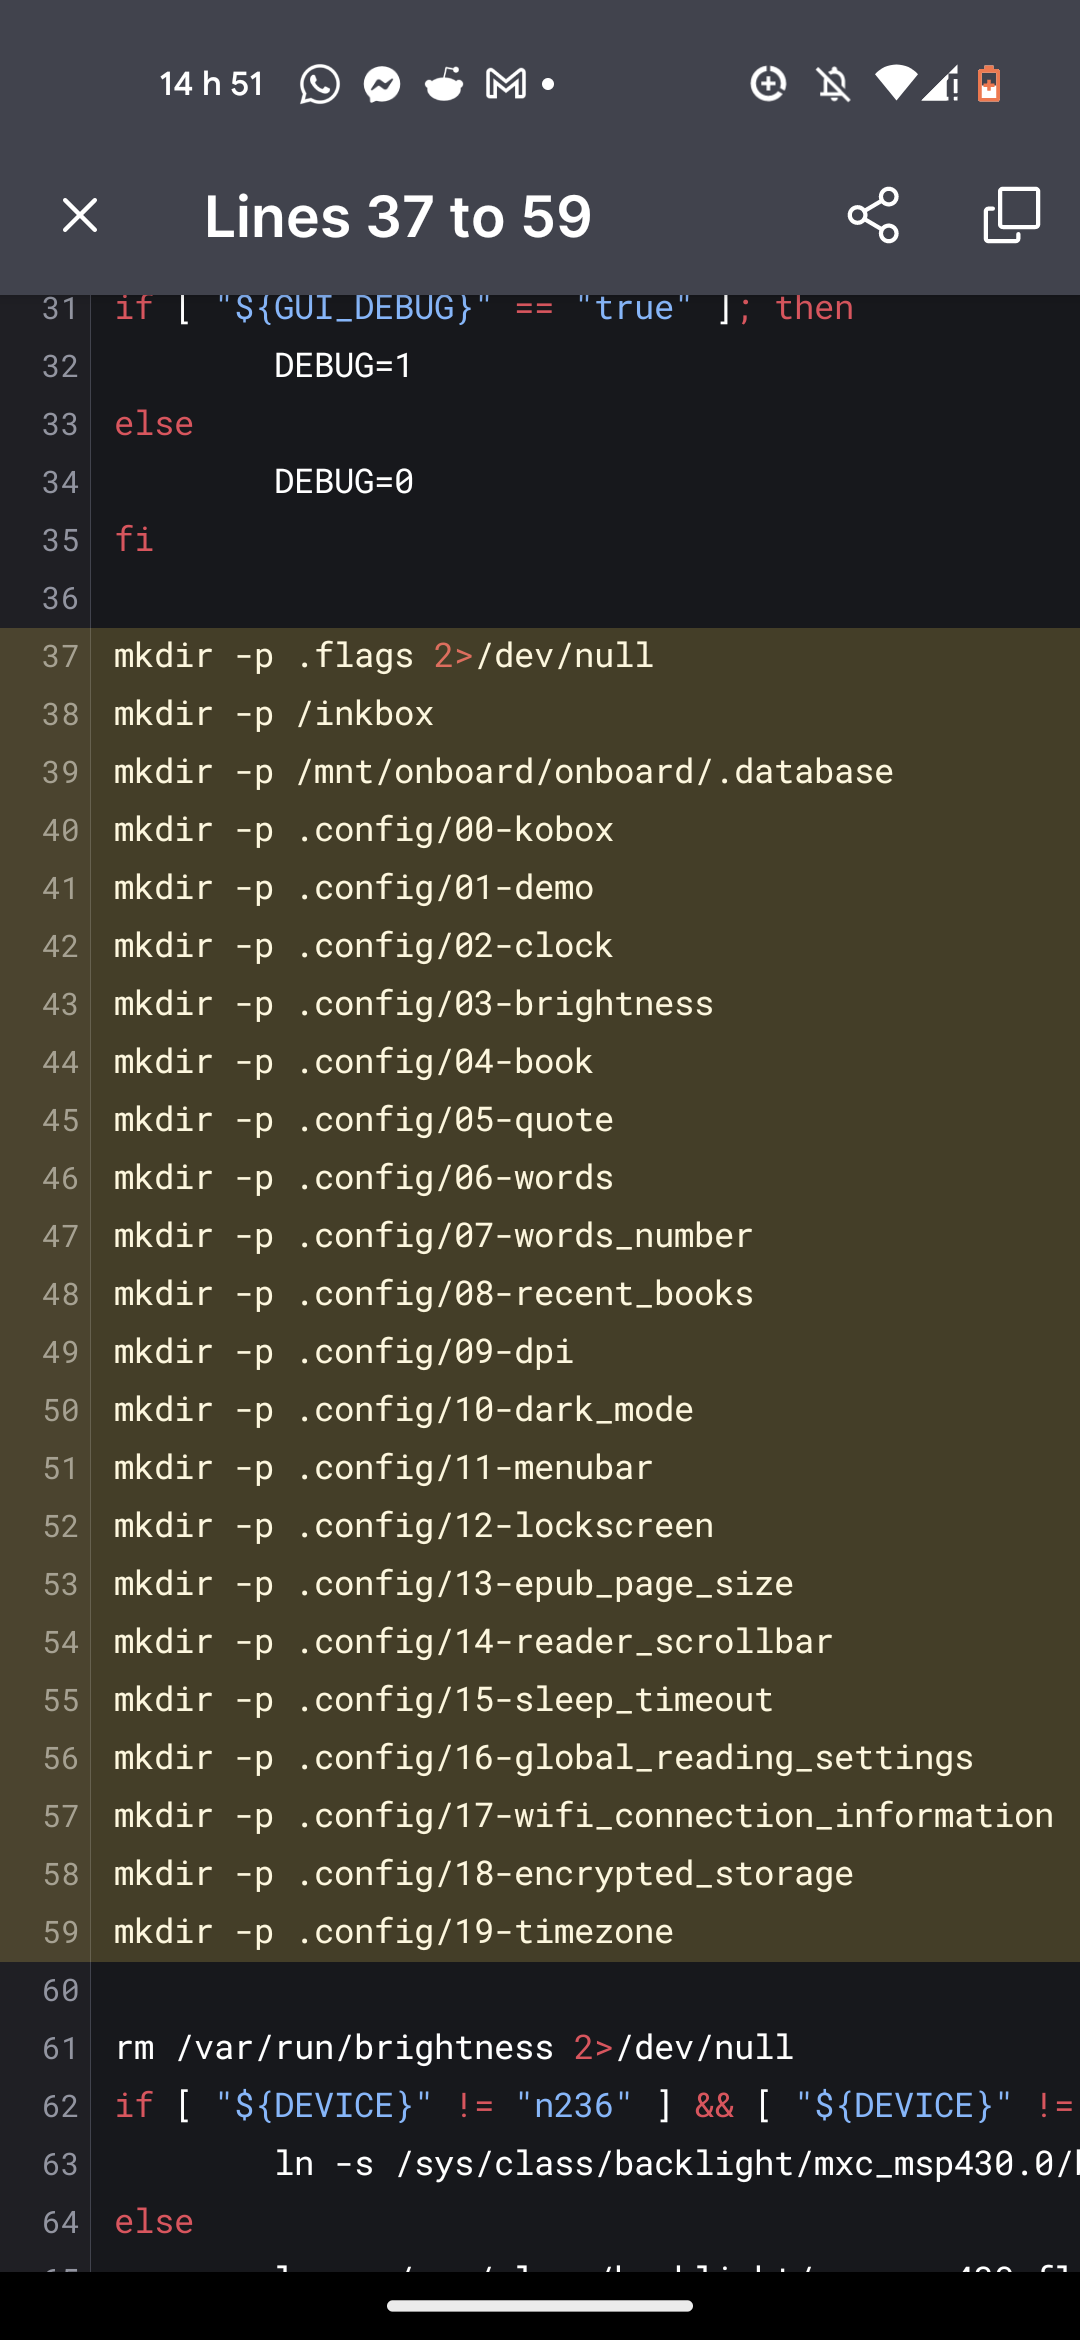 14 h 51
Lines 37 to 59
31 if [ "${GUI_DEBUG}" == "true" ]; then
32 DEBUG=1
33 else
34 DEBUG=0
35 fi
36
37 mkdir -p .flags 2>/dev/null
38 mkdir -p /inkbox
39 mkdir -p /mnt/onboard/onboard/.database
40 mkdir -p .config/00-kobox
41 mkdir -p .config/01-demo
42 mkdir -p .config/02-clock
43 mkdir -p .config/03-brightness
44 mkdir -p .config/04-book
45 mkdir -p .config/05-quote
46 mkdir -p .config/06-words
47 mkdir -p .config/07-words_number
48 mkdir -p .config/08-recent_books
49 mkdir -p .config/09-dpi
50 mkdir -p .config/10-dark_mode
51 mkdir -p .config/11-menubar
52 mkdir -p .config/12-lockscreen
53 mkdir -p .config/13-epub_page_size
54 mkdir -p .config/14-reader_scrollbar
55 mkdir -p .config/15-sleep_timeout
56 mkdir -p .config/16-global_reading_settings
57 mkdir -p .config/17-wifi_connection_information
58 mkdir -p .config/18-encrypted_storage
59 mkdir -p .config/19-timezone
60
61 rm /var/run/brightness 2>/dev/null
62 if [ "${DEVICE}" != "n236" ] && [ "${DEVICE}" !=
63 ln -s /sys/class/backlight/mxc_msp430.0/
64 else